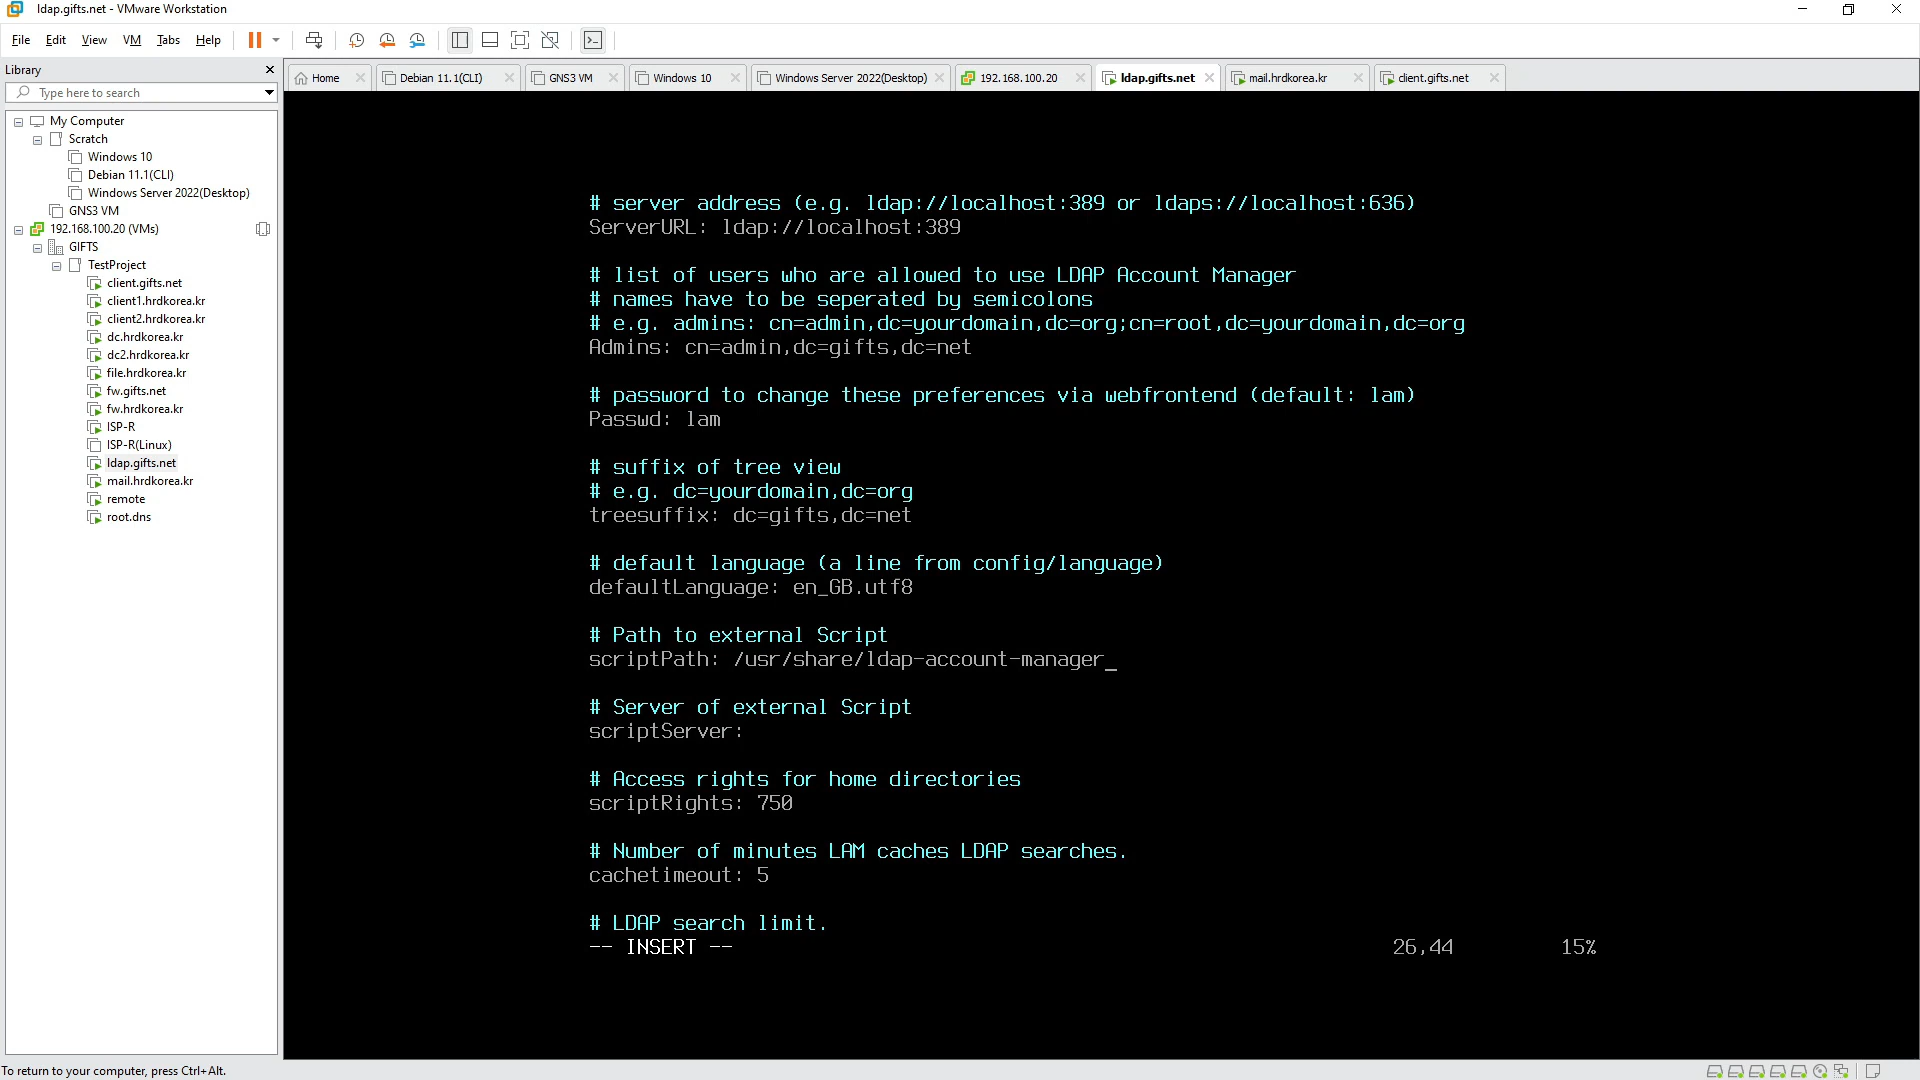 ldap.gifts.net - VMware Workstation
File Edit View VM Tabs Help
Library
Type here to search
My Computer
Scratch
Windows 10
Debian 11.1(CLI)
Windows Server 2022(Desktop)
GNS3 VM
192.168.100.20 (VMs)
GIFTS
TestProject
client.gifts.net
client1.hrdkorea.kr
client2.hrdkorea.kr
dc.hrdkorea.kr
dc2.hrdkorea.kr
file.hrdkorea.kr
fw.gifts.net
fw.hrdkorea.kr
ISP-R
ISP-R(Linux)
ldap.gifts.net
mail.hrdkorea.kr
remote
root.dns
Home Debian 11.1(CLI) GNS3 VM Windows 10 Windows Server 2022(Desktop) 192.168.100.20 ldap.gifts.net mail.hrdkorea.kr client.gifts.net
# server address (e.g. ldap://localhost:389 or ldaps://localhost:636)
ServerURL: ldap://localhost:389
# list of users who are allowed to use LDAP Account Manager
# names have to be seperated by semicolons
# e.g. admins: cn=admin,dc=yourdomain,dc=org;cn=root,dc=yourdomain,dc=org
Admins: cn=admin,dc=gifts,dc=net
# password to change these preferences via webfrontend (default: lam)
Passwd: lam
# suffix of tree view
# e.g. dc=yourdomain,dc=org
treesuffix: dc=gifts,dc=net
# default language (a line from config/language)
defaultLanguage: en_GB.utf8
# Path to external Script
scriptPath: /usr/share/ldap-account-manager_
# Server of external Script
scriptServer:
# Access rights for home directories
scriptRights: 750
# Number of minutes LAM caches LDAP searches.
cachetimeout: 5
# LDAP search limit.
-- INSERT -- 26,44 15%
To return to your computer, press Ctrl+Alt.